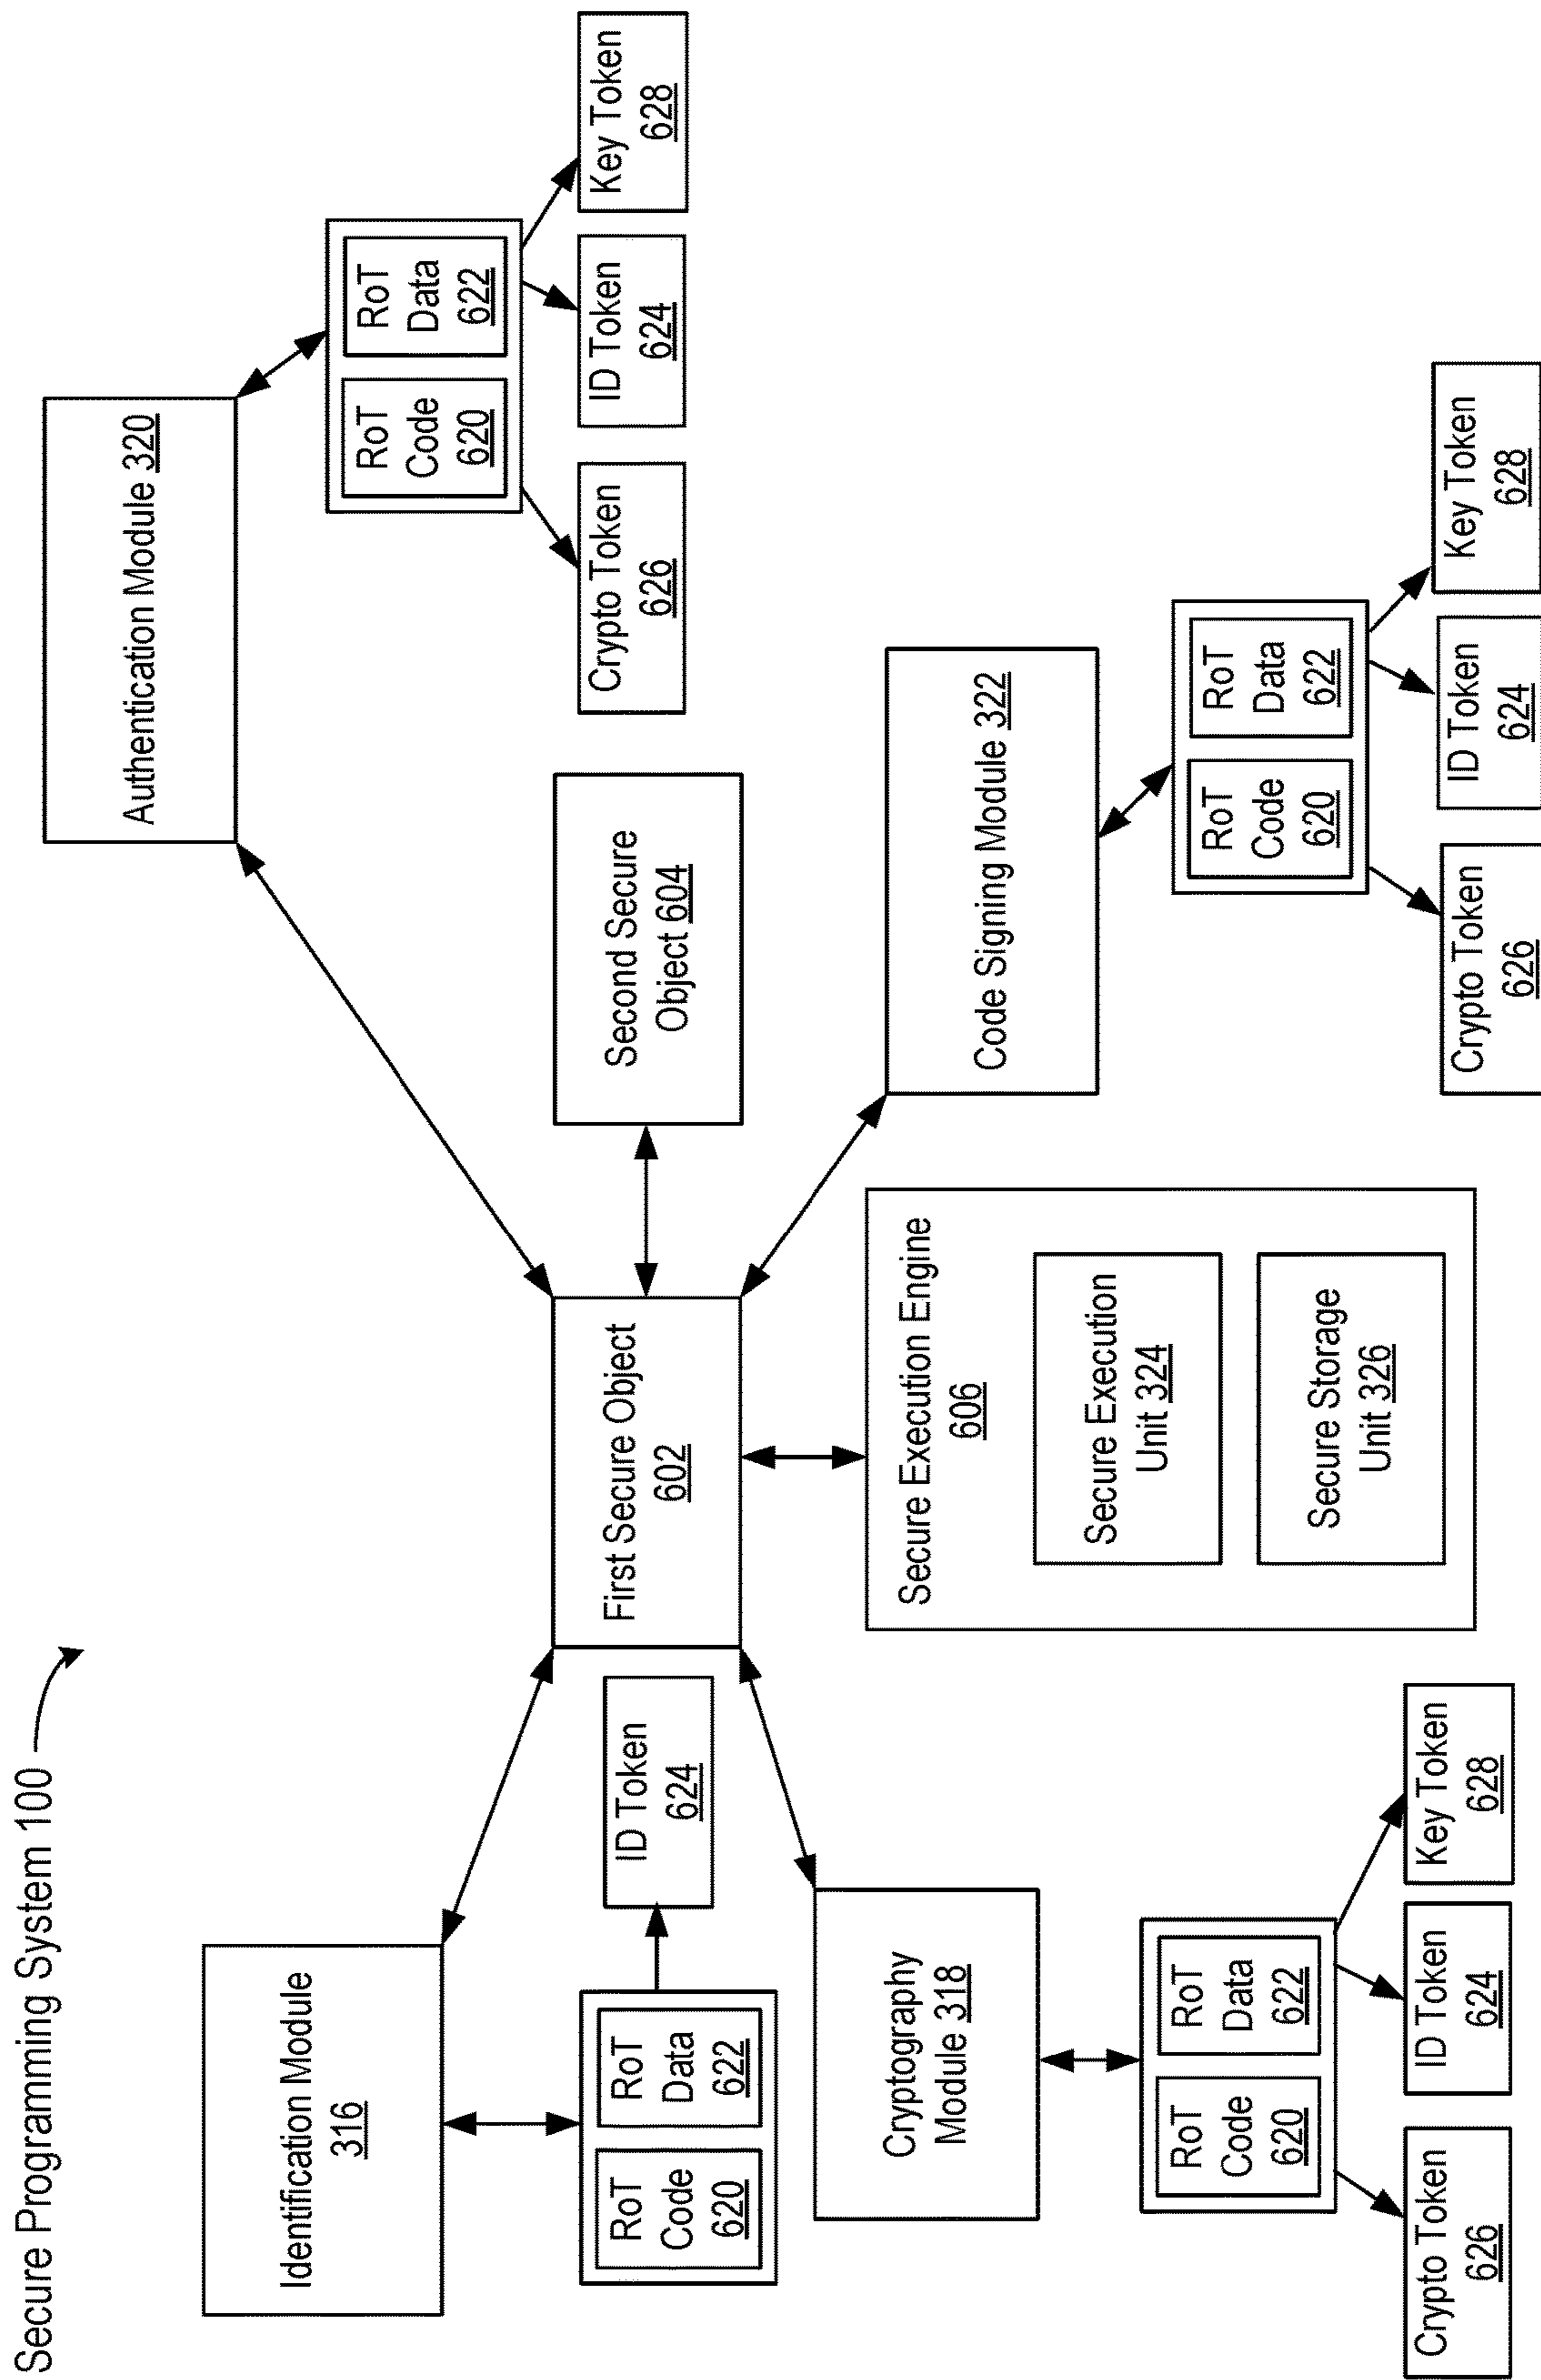 Secure Programming System 100
Identification Module
316
RoT
Code
620
RoT
Data
622
ID Token
624
Cryptography
Module 318
RoT
Code
620
RoT
Data
622
Crypto Token
626
ID Token
624
Key Token
628
First Secure Object
602
Second Secure
Object 604
Secure Execution Engine
606
Secure Execution
Unit 324
Secure Storage
Unit 326
Authentication Module 320
RoT
Code
620
RoT
Data
622
Crypto Token
626
ID Token
624
Key Token
628
Code Signing Module 322
RoT
Code
620
RoT
Data
622
Crypto Token
626
ID Token
624
Key Token
628